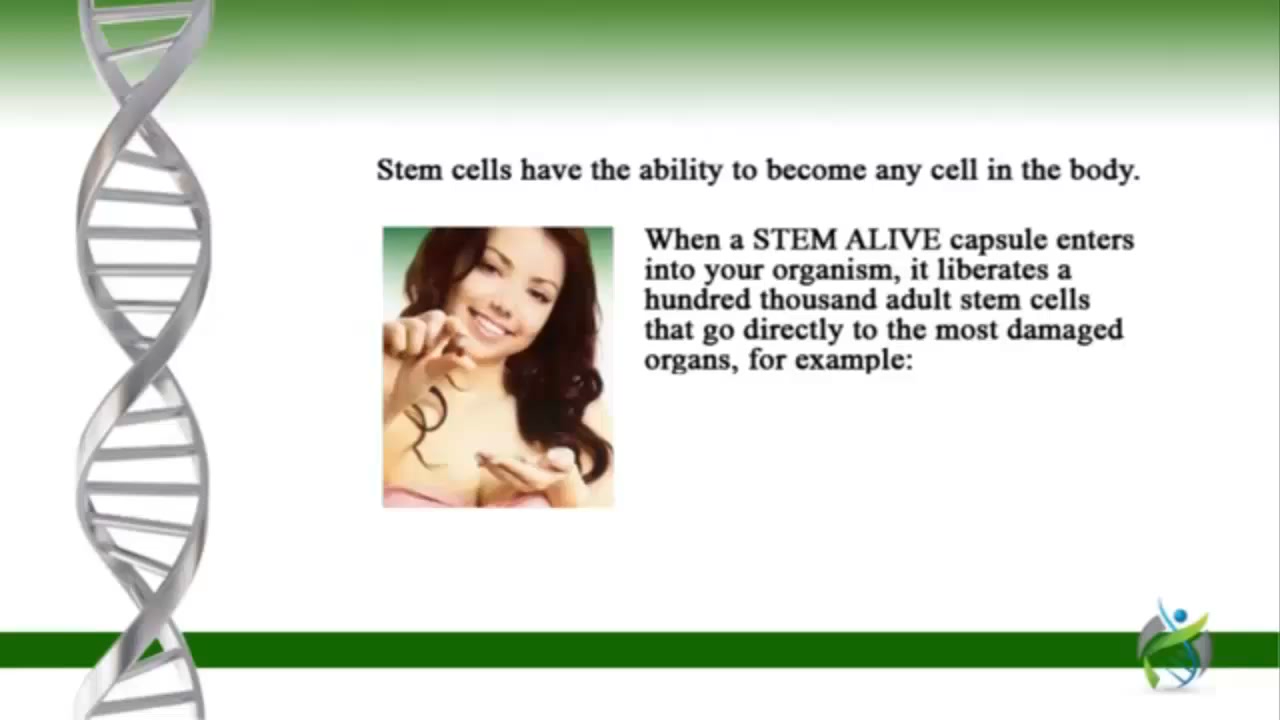 Stem cells have the ability to become any cell in the body.
When a STEM ALIVE capsule enters
into your organism, it liberates a
hundred thousand adult stem cells
that go directly to the most damaged
organs, for example: